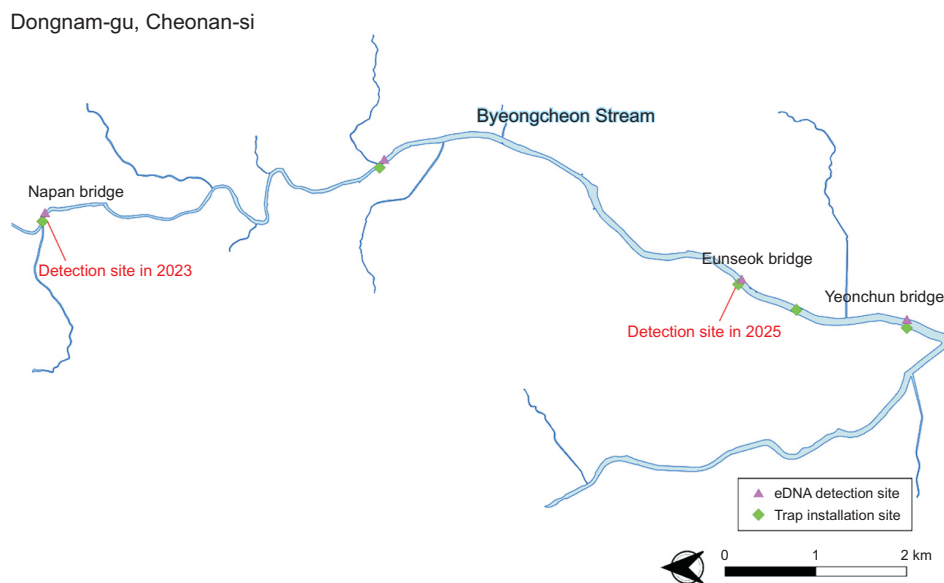 Dongnam-gu, Cheonan-si
Byeongcheon Stream
Napan bridge
Detection site in 2023
Eunseok bridge
Yeonchun bridge
Detection site in 2025
eDNA detection site
Trap installation site
0 1 2 km